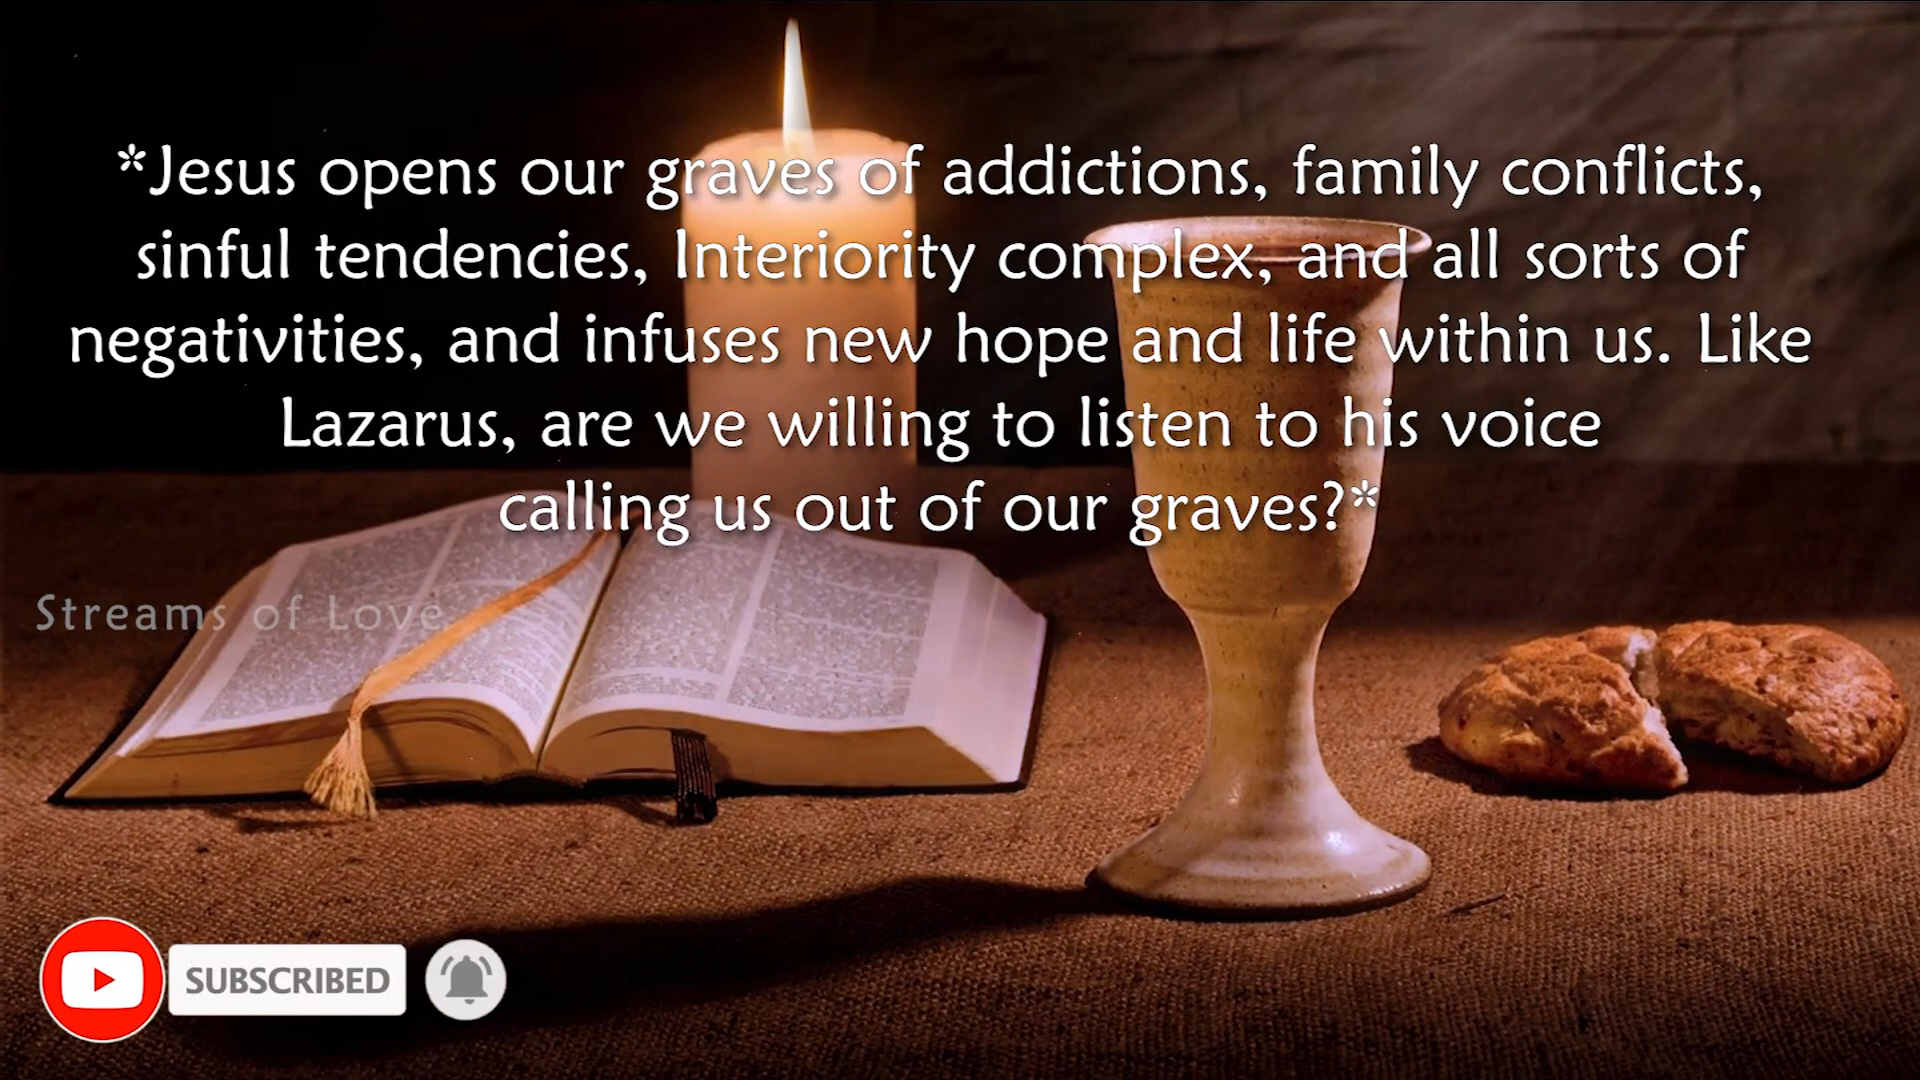 *Jesus opens our graves of addictions, family conflicts,
sinful tendencies, Interiority complex, and all sorts of
negativities, and infuses new hope and life within us. Like
Lazarus, are we willing to listen to his voice
calling us out of our graves?*
Streams of Love
SUBSCRIBED